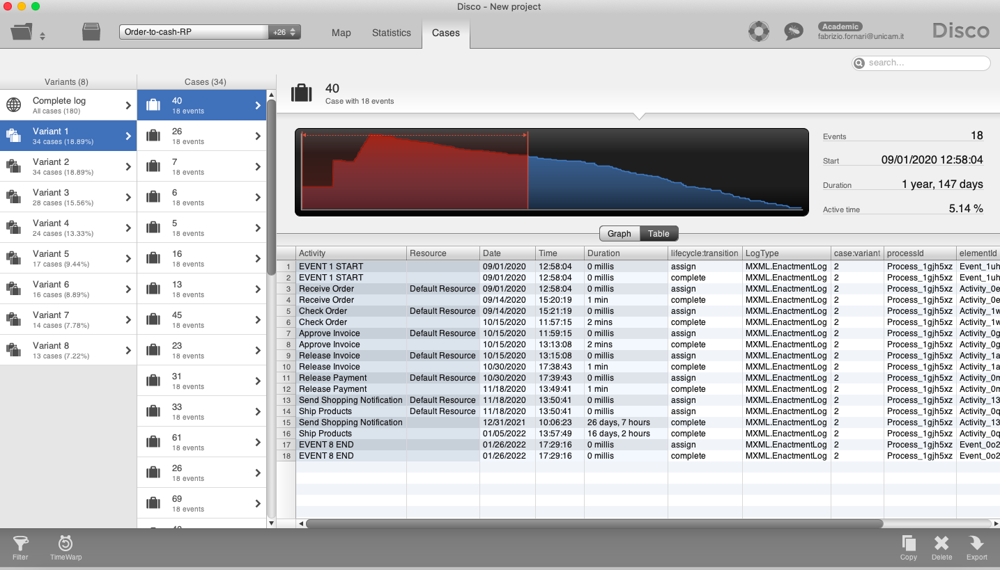 Disco - New project
Order-to-cash-RP +26
Map Statistics Cases
Academic
fabrizio.fornari@unicam.it
Disco
search...
Variants (8)
Complete log
All cases (180)
Variant 1
34 cases (18.89%)
Variant 2
34 cases (18.89%)
Variant 3
28 cases (15.56%)
Variant 4
24 cases (13.33%)
Variant 5
17 cases (9.44%)
Variant 6
16 cases (8.89%)
Variant 7
14 cases (7.78%)
Variant 8
13 cases (7.22%)
Cases (34)
40
18 events
26
18 events
7
18 events
6
18 events
5
18 events
16
18 events
13
18 events
45
18 events
23
18 events
31
18 events
33
18 events
61
18 events
26
18 events
69
18 events
40
Case with 18 events
Events 18
Start 09/01/2020 12:58:04
Duration 1 year, 147 days
Active time 5.14 %
Graph Table
Activity Resource Date Time Duration lifecycle:transition LogType case:variant processId elementId
1 EVENT 1 START 09/01/2020 12:58:04 0 millis assign MXML.EnactmentLog 2 Process_1gjh5xz Event_1uh
2 EVENT 1 START 09/01/2020 12:58:04 0 millis complete MXML.EnactmentLog 2 Process_1gjh5xz Event_1uh
3 Receive Order Default Resource 09/01/2020 12:58:04 0 millis assign MXML.EnactmentLog 2 Process_1gjh5xz Activity_0e
4 Receive Order 09/14/2020 15:20:19 1 min complete MXML.EnactmentLog 2 Process_1gjh5xz Activity_0e
5 Check Order Default Resource 09/14/2020 15:21:19 0 millis assign MXML.EnactmentLog 2 Process_1gjh5xz Activity_1w
6 Check Order 10/15/2020 11:57:15 2 mins complete MXML.EnactmentLog 2 Process_1gjh5xz Activity_1w
7 Approve Invoice Default Resource 10/15/2020 11:59:15 0 millis assign MXML.EnactmentLog 2 Process_1gjh5xz Activity_0g
8 Approve Invoice 10/15/2020 13:13:08 2 mins complete MXML.EnactmentLog 2 Process_1gjh5xz Activity_0g
9 Release Invoice Default Resource 10/15/2020 13:15:08 0 millis assign MXML.EnactmentLog 2 Process_1gjh5xz Activity_1a
10 Release Invoice 10/30/2020 17:38:43 1 min complete MXML.EnactmentLog 2 Process_1gjh5xz Activity_1a
11 Release Payment Default Resource 10/30/2020 17:39:43 0 millis assign MXML.EnactmentLog 2 Process_1gjh5xz Activity_0m
12 Release Payment 11/18/2020 13:49:41 1 min complete MXML.EnactmentLog 2 Process_1gjh5xz Activity_0m
13 Send Shopping Notification Default Resource 11/18/2020 13:50:41 0 millis assign MXML.EnactmentLog 2 Process_1gjh5xz Activity_13
14 Ship Products Default Resource 11/18/2020 13:50:41 0 millis assign MXML.EnactmentLog 2 Process_1gjh5xz Activity_0q
15 Send Shopping Notification 12/31/2021 10:06:23 26 days, 7 hours complete MXML.EnactmentLog 2 Process_1gjh5xz Activity_13
16 Ship Products 01/05/2022 13:57:49 16 days, 2 hours complete MXML.EnactmentLog 2 Process_1gjh5xz Activity_0q
17 EVENT 8 END 01/26/2022 17:29:16 0 millis assign MXML.EnactmentLog 2 Process_1gjh5xz Event_0o2
18 EVENT 8 END 01/26/2022 17:29:16 0 millis complete MXML.EnactmentLog 2 Process_1gjh5xz Event_0o2
Filter TimeWarp Copy Delete Export